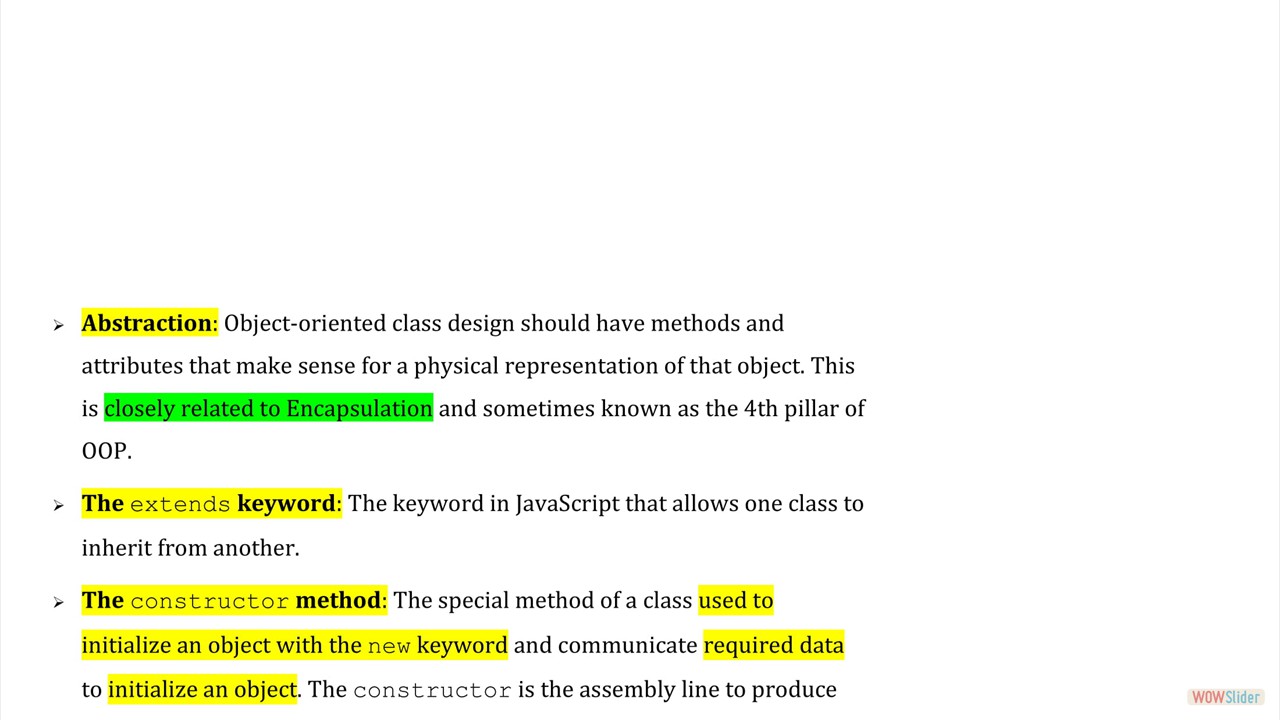 ➢ Abstraction: Object-oriented class design should have methods and
attributes that make sense for a physical representation of that object. This
is closely related to Encapsulation and sometimes known as the 4th pillar of
OOP.
➢ The extends keyword: The keyword in JavaScript that allows one class to
inherit from another.
➢ The constructor method: The special method of a class used to
initialize an object with the new keyword and communicate required data
to initialize an object. The constructor is the assembly line to produce
WOWSlider